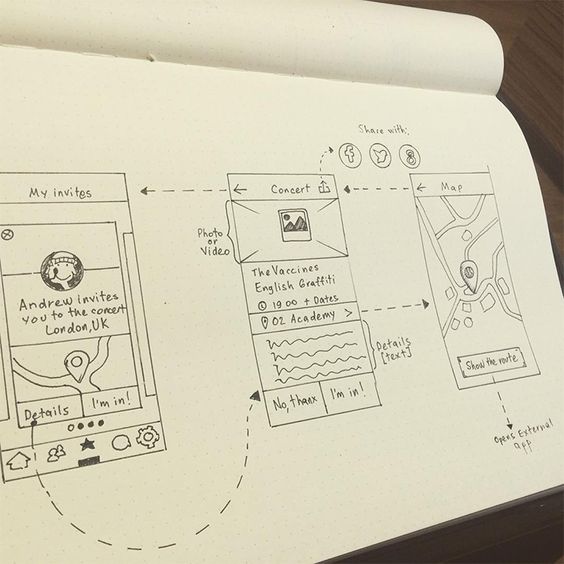 Share with:
f
8
My invites
Concert
Map
Photo
or
Video
The Vaccines
English Graffiti
19:00 + Dates
O2 Academy >
Details
[text]
No, thanx
I'm in!
Andrew invites
you to the concert
London, UK
Details
I'm in!
Show the route
Opens External
app